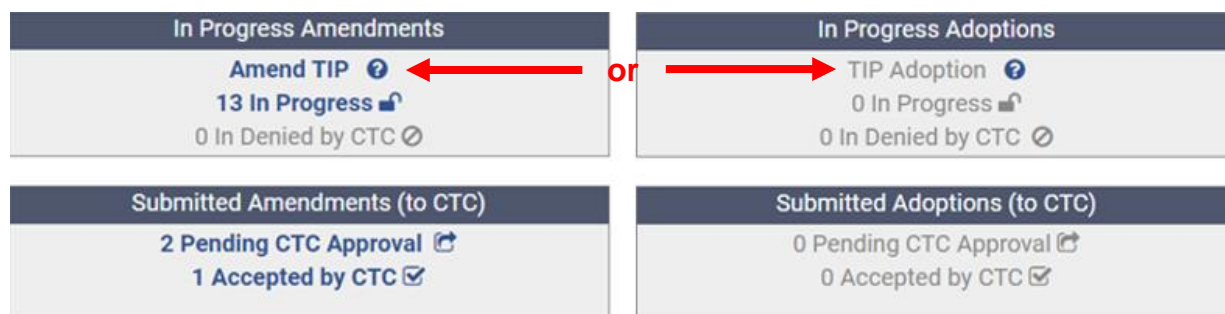 In Progress Amendments
Amend TIP ?
13 In Progress
0 In Denied by CTC
or
In Progress Adoptions
TIP Adoption ?
0 In Progress
0 In Denied by CTC
Submitted Amendments (to CTC)
2 Pending CTC Approval
1 Accepted by CTC
Submitted Adoptions (to CTC)
0 Pending CTC Approval
0 Accepted by CTC